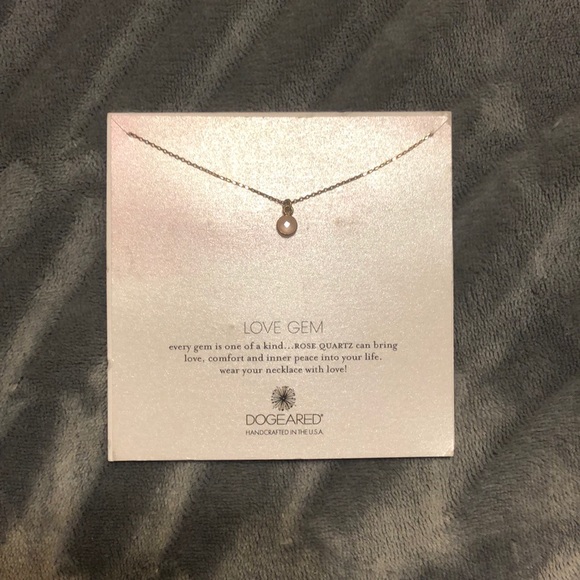 LOVE GEM
every gem is one of a kind...ROSE QUARTZ can bring
love, comfort and inner peace into your life.
wear your necklace with love!
DOGEARED®
HANDCRAFTED IN THE U.S.A.